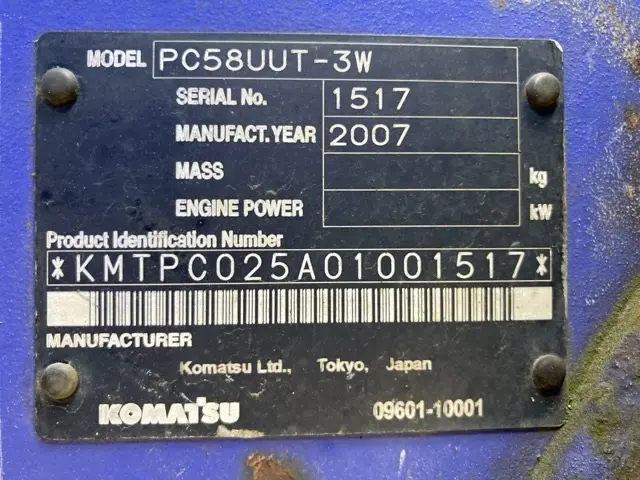 MODEL PC58UUT-3W
SERIAL No. 1517
MANUFACT.YEAR 2007
MASS kg
ENGINE POWER kW
Product Identification Number
*KMTPC025A01001517*
MANUFACTURER
Komatsu Ltd., Tokyo, Japan
KOMATSU 09601-10001